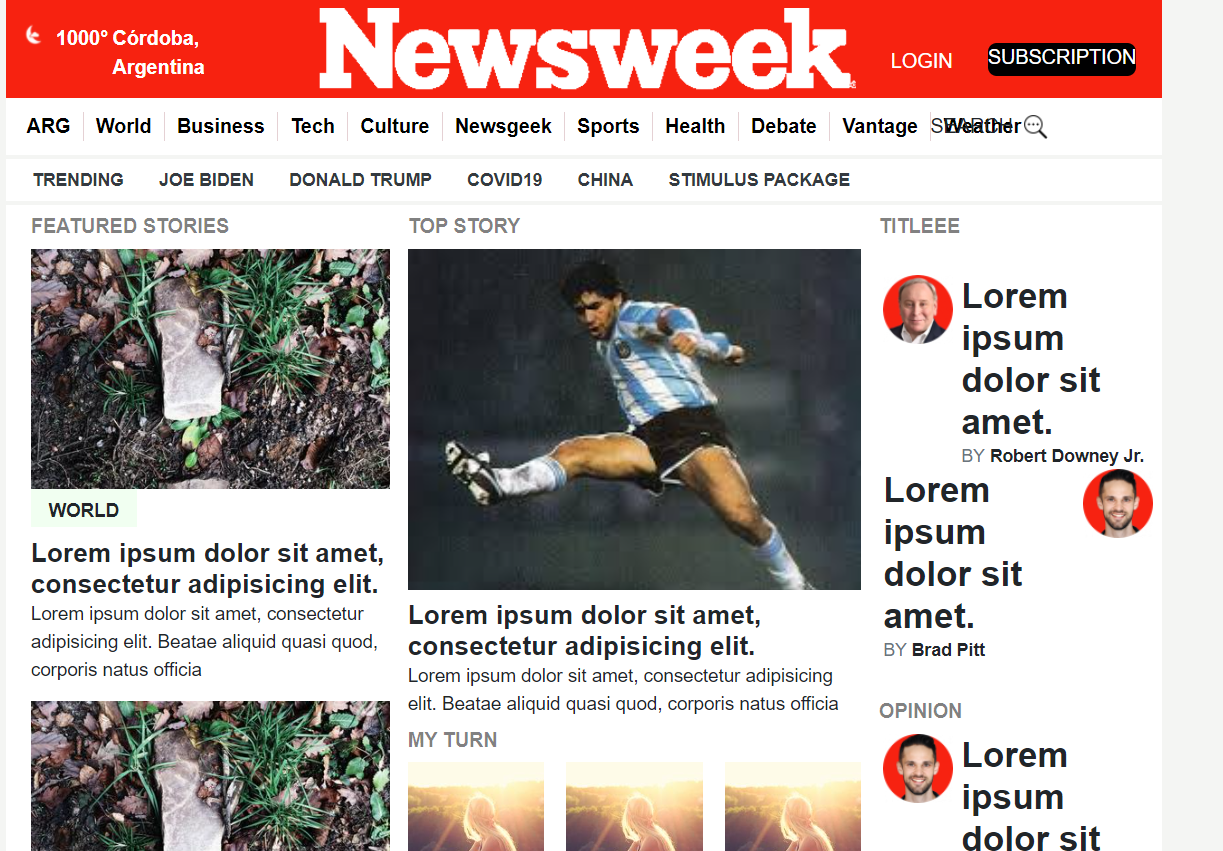 1000° Córdoba,
Argentina
Newsweek
LOGIN
SUBSCRIPTION
ARG World Business Tech Culture Newsgeek Sports Health Debate Vantage Weather
SEARCH
TRENDING JOE BIDEN DONALD TRUMP COVID19 CHINA STIMULUS PACKAGE
FEATURED STORIES
WORLD
Lorem ipsum dolor sit amet,
consectetur adipisicing elit.
Lorem ipsum dolor sit amet, consectetur
adipisicing elit. Beatae aliquid quasi quod,
corporis natus officia
TOP STORY
Lorem ipsum dolor sit amet,
consectetur adipisicing elit.
Lorem ipsum dolor sit amet, consectetur adipisicing
elit. Beatae aliquid quasi quod, corporis natus officia
MY TURN
TITLEEE
Lorem
ipsum
dolor sit
amet.
BY Robert Downey Jr.
Lorem
ipsum
dolor sit
amet.
BY Brad Pitt
OPINION
Lorem
ipsum
dolor sit